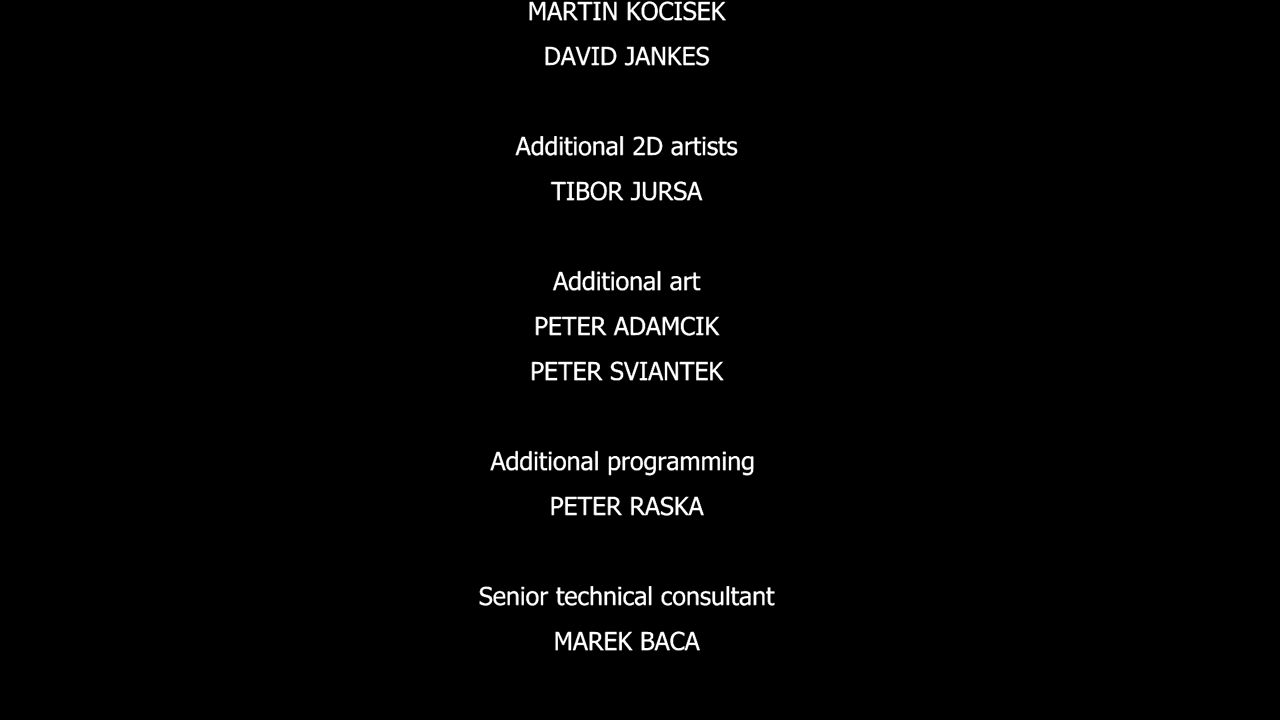 MARTIN KOCISEK
DAVID JANKES
Additional 2D artists
TIBOR JURSA
Additional art
PETER ADAMCIK
PETER SVIANTEK
Additional programming
PETER RASKA
Senior technical consultant
MAREK BACA